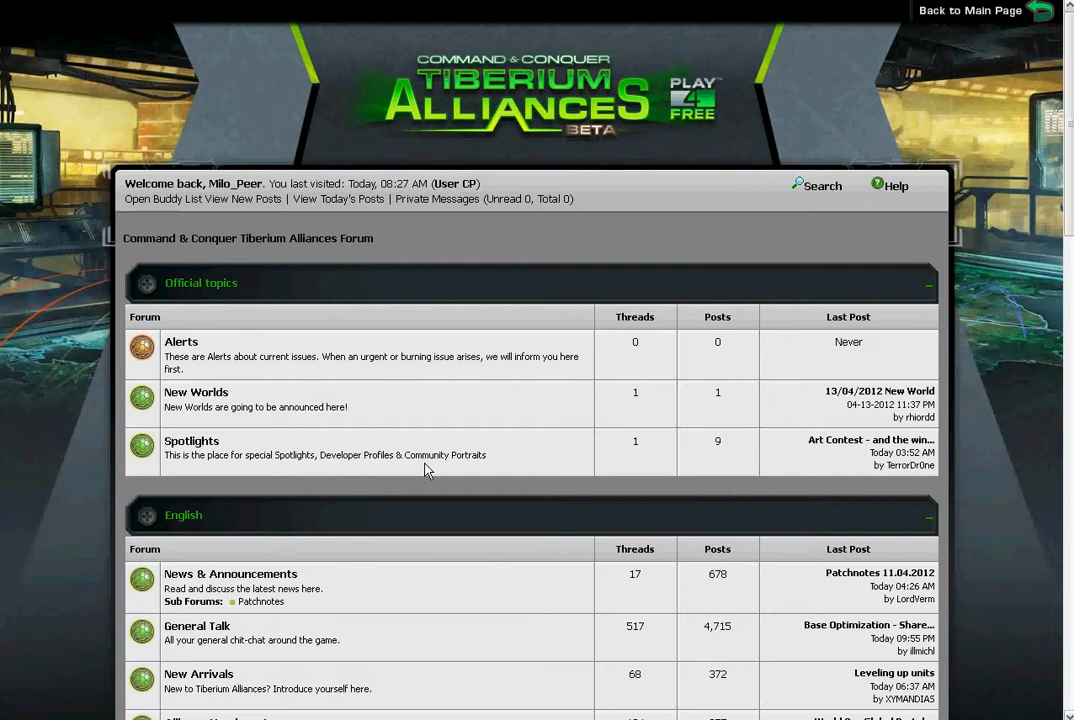 Back to Main Page
COMMAND & CONQUER
TIBERIUM
ALLIANCES
BETA
PLAY
4
FREE
Welcome back, Milo_Peer. You last visited: Today, 08:27 AM (User CP)
Open Buddy List View New Posts | View Today's Posts | Private Messages (Unread 0, Total 0)
Search
Help
Command & Conquer Tiberium Alliances Forum
Official topics
Forum Threads Posts Last Post
Alerts 0 0 Never
These are Alerts about current issues. When an urgent or burning issue arises, we will inform you here
first.
New Worlds 1 1 13/04/2012 New World
New Worlds are going to be announced here! 04-13-2012 11:37 PM
by rhiordd
Spotlights 1 9 Art Contest - and the win...
This is the place for special Spotlights, Developer Profiles & Community Portraits Today 03:52 AM
by TerrorDr0ne
English
Forum Threads Posts Last Post
News & Announcements 17 678 Patchnotes 11.04.2012
Read and discuss the latest news here. Today 04:26 AM
Sub Forums: Patchnotes by LordVerm
General Talk 517 4,715 Base Optimization - Share...
All your general chit-chat around the game. Today 09:55 PM
by illmichl
New Arrivals 68 372 Leveling up units
New to Tiberium Alliances? Introduce yourself here. Today 06:37 AM
by XYMANDIAS